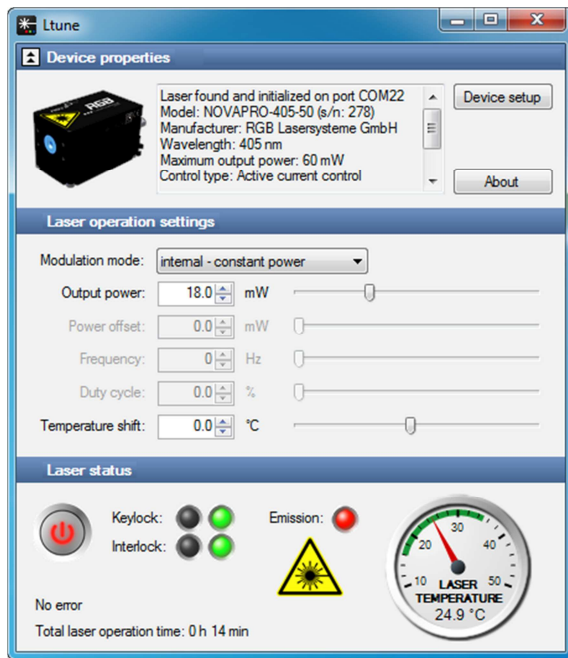 Ltune
Device properties
RGB
Laser found and initialized on port COM22
Model: NOVAPRO-405-50 (s/n: 278)
Manufacturer: RGB Lasersysteme GmbH
Wavelength: 405 nm
Maximum output power: 60 mW
Control type: Active current control
Device setup
About
Laser operation settings
Modulation mode: internal - constant power
Output power: 18.0 mW
Power offset: 0.0 mW
Frequency: 0 Hz
Duty cycle: 0.0 %
Temperature shift: 0.0 °C
Laser status
Keylock: Emission:
Interlock:
10 20 30 40 50
LASER
TEMPERATURE
24.9 °C
No error
Total laser operation time: 0 h 14 min